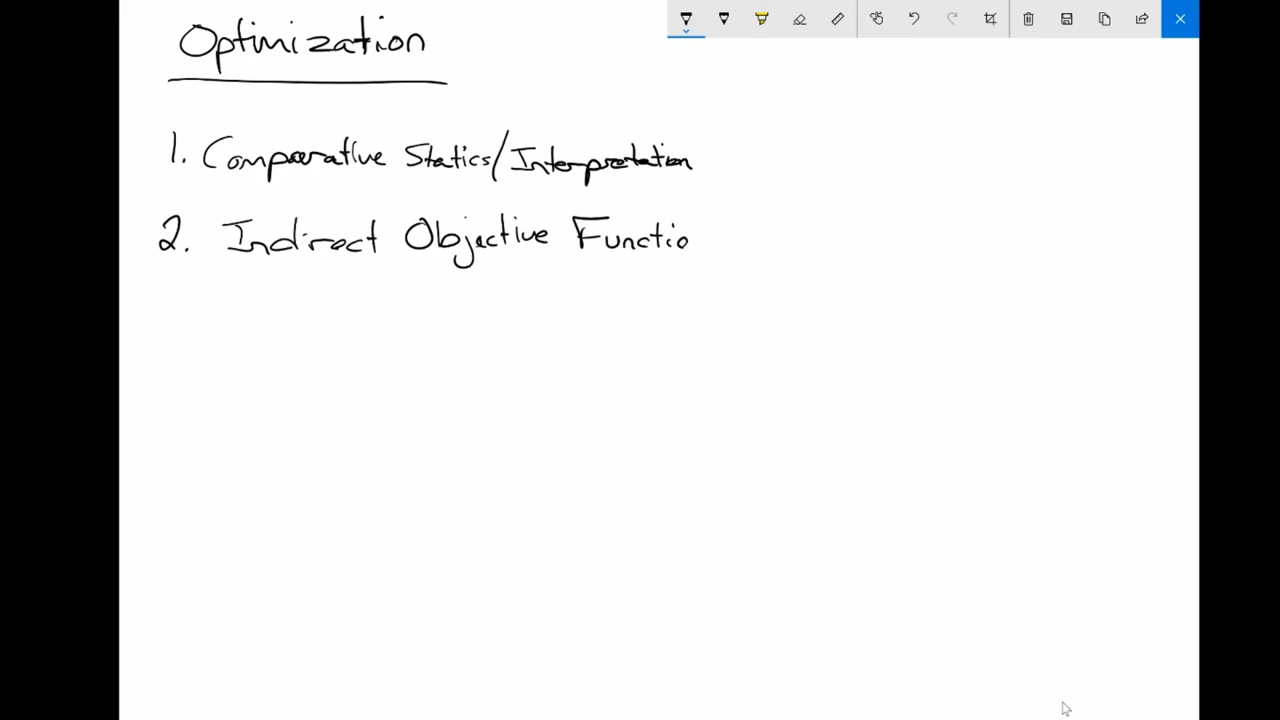 Optimization
1. Comparative Statics/Interpretation
2. Indirect Objective Functio